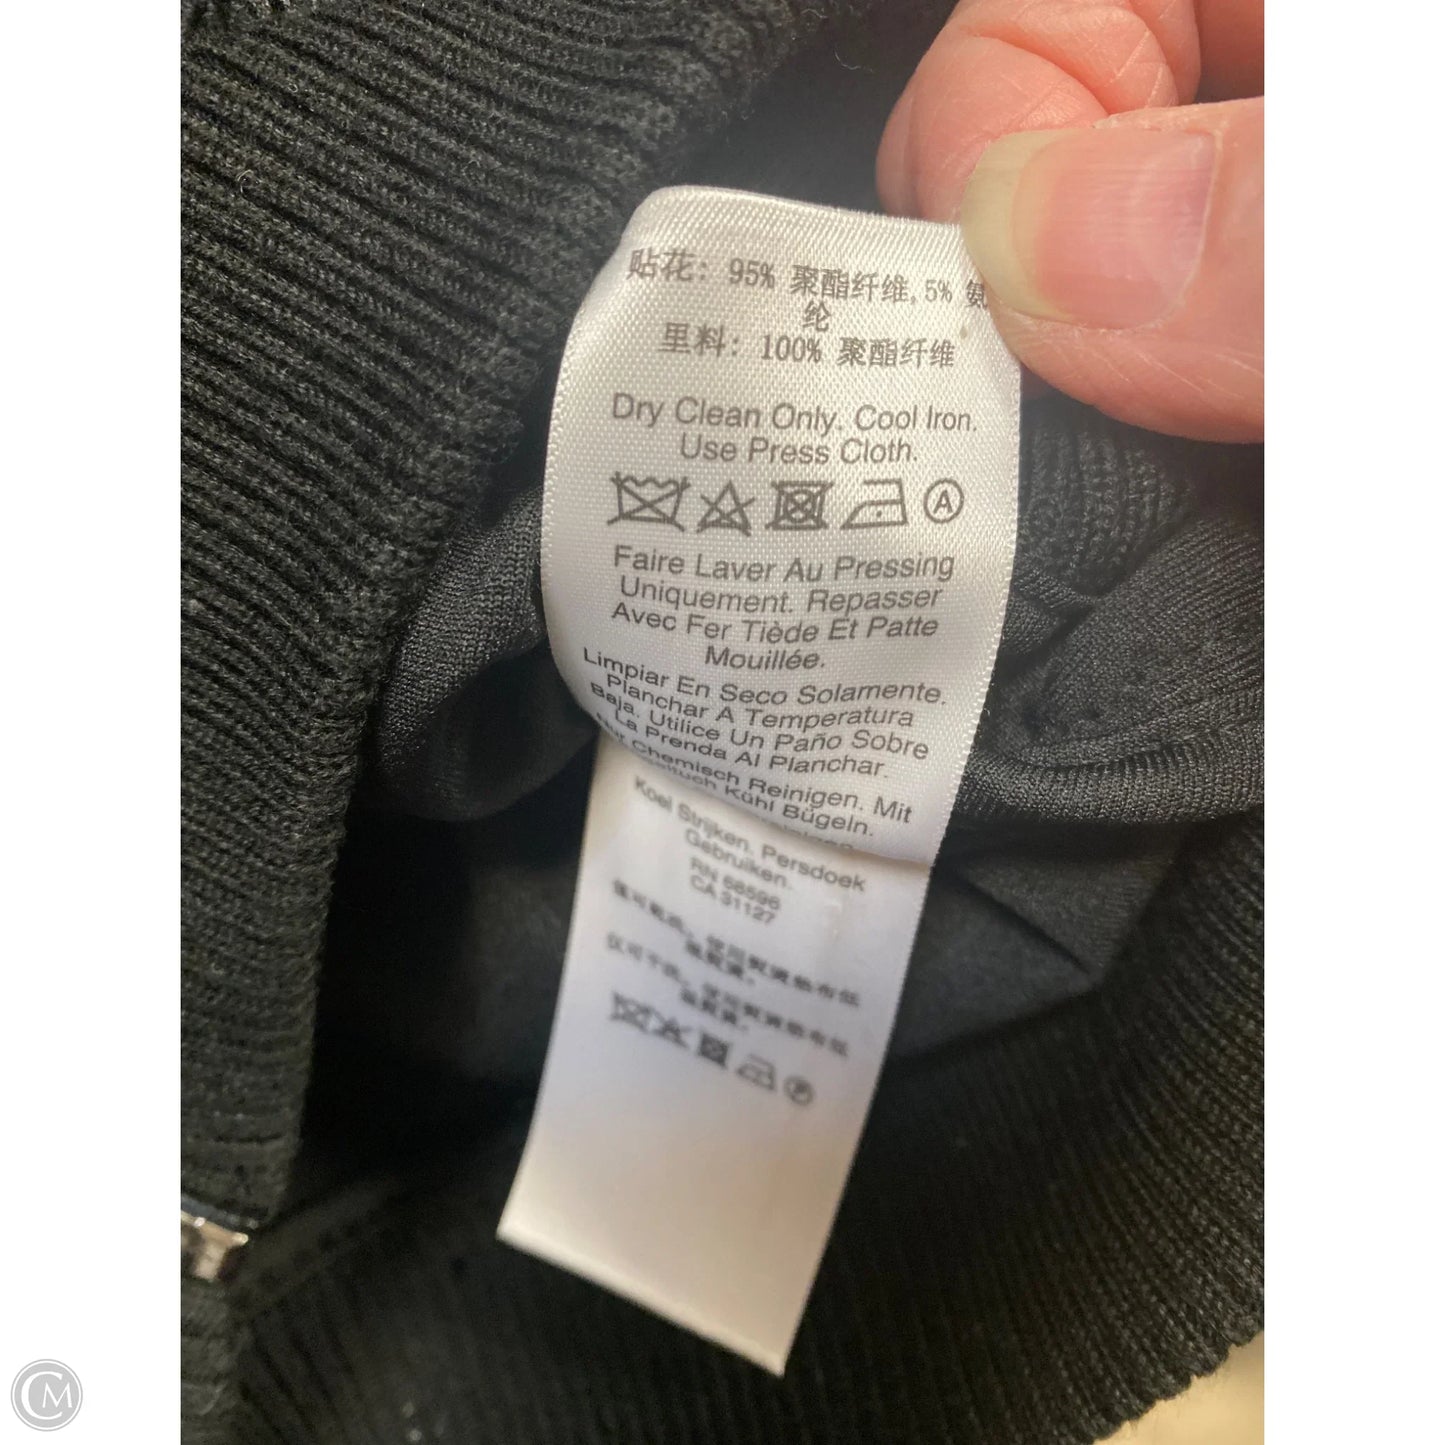 贴花: 95% 聚酯纤维,5% 氨
纶
里料: 100% 聚酯纤维
Dry Clean Only. Cool Iron.
Use Press Cloth.
A
Faire Laver Au Pressing
Uniquement. Repasser
Avec Fer Tiède Et Patte
Mouillée.
Limpiar En Seco Solamente.
Planchar A Temperatura
Baja. Utilice Un Paño Sobre
La Prenda Al Planchar.
Chemisch Reinigen. Mit
Kühl Bügeln.
Koel Strijken. Persdoek
Gebruiken.
RN 58596
CA 31127
P
CM